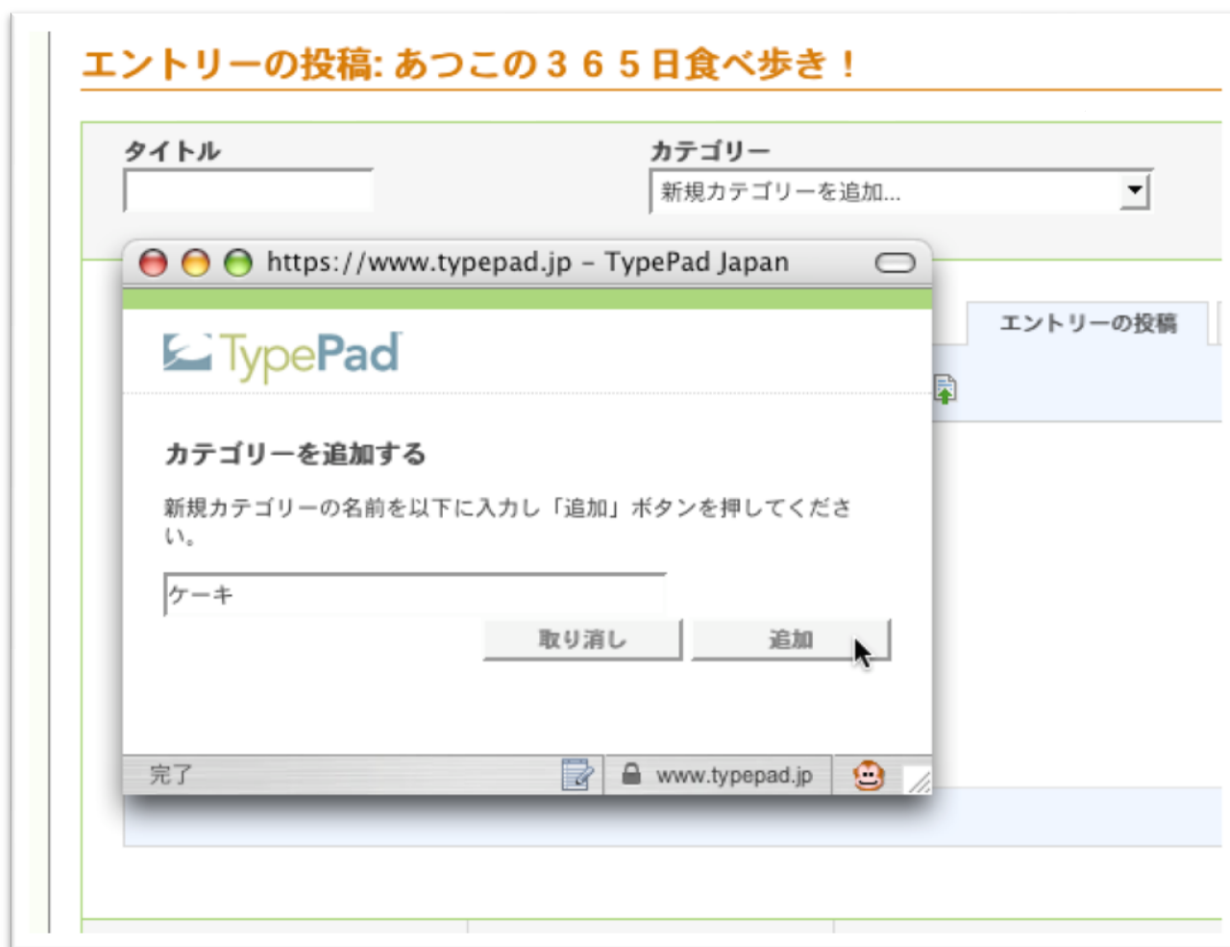 エントリーの投稿: あつこの３６５日食べ歩き！
タイトル
カテゴリー
新規カテゴリーを追加...
https://www.typepad.jp – TypePad Japan
エントリーの投稿
TypePad
カテゴリーを追加する
新規カテゴリーの名前を以下に入力し「追加」ボタンを押してくださ
い。
ケーキ
取り消し
追加
完了
www.typepad.jp